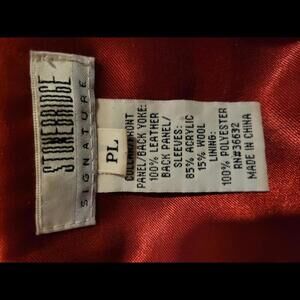 STONEBRIDGE
SIGNATURE
PL
COLLAR/FRONT
PANEL/BACK YOKE:
100% LEATHER
BACK PANEL/
SLEEVES:
85% ACRYLIC
15% WOOL
LINING:
100% POLYESTER
RN#36632
MADE IN CHINA